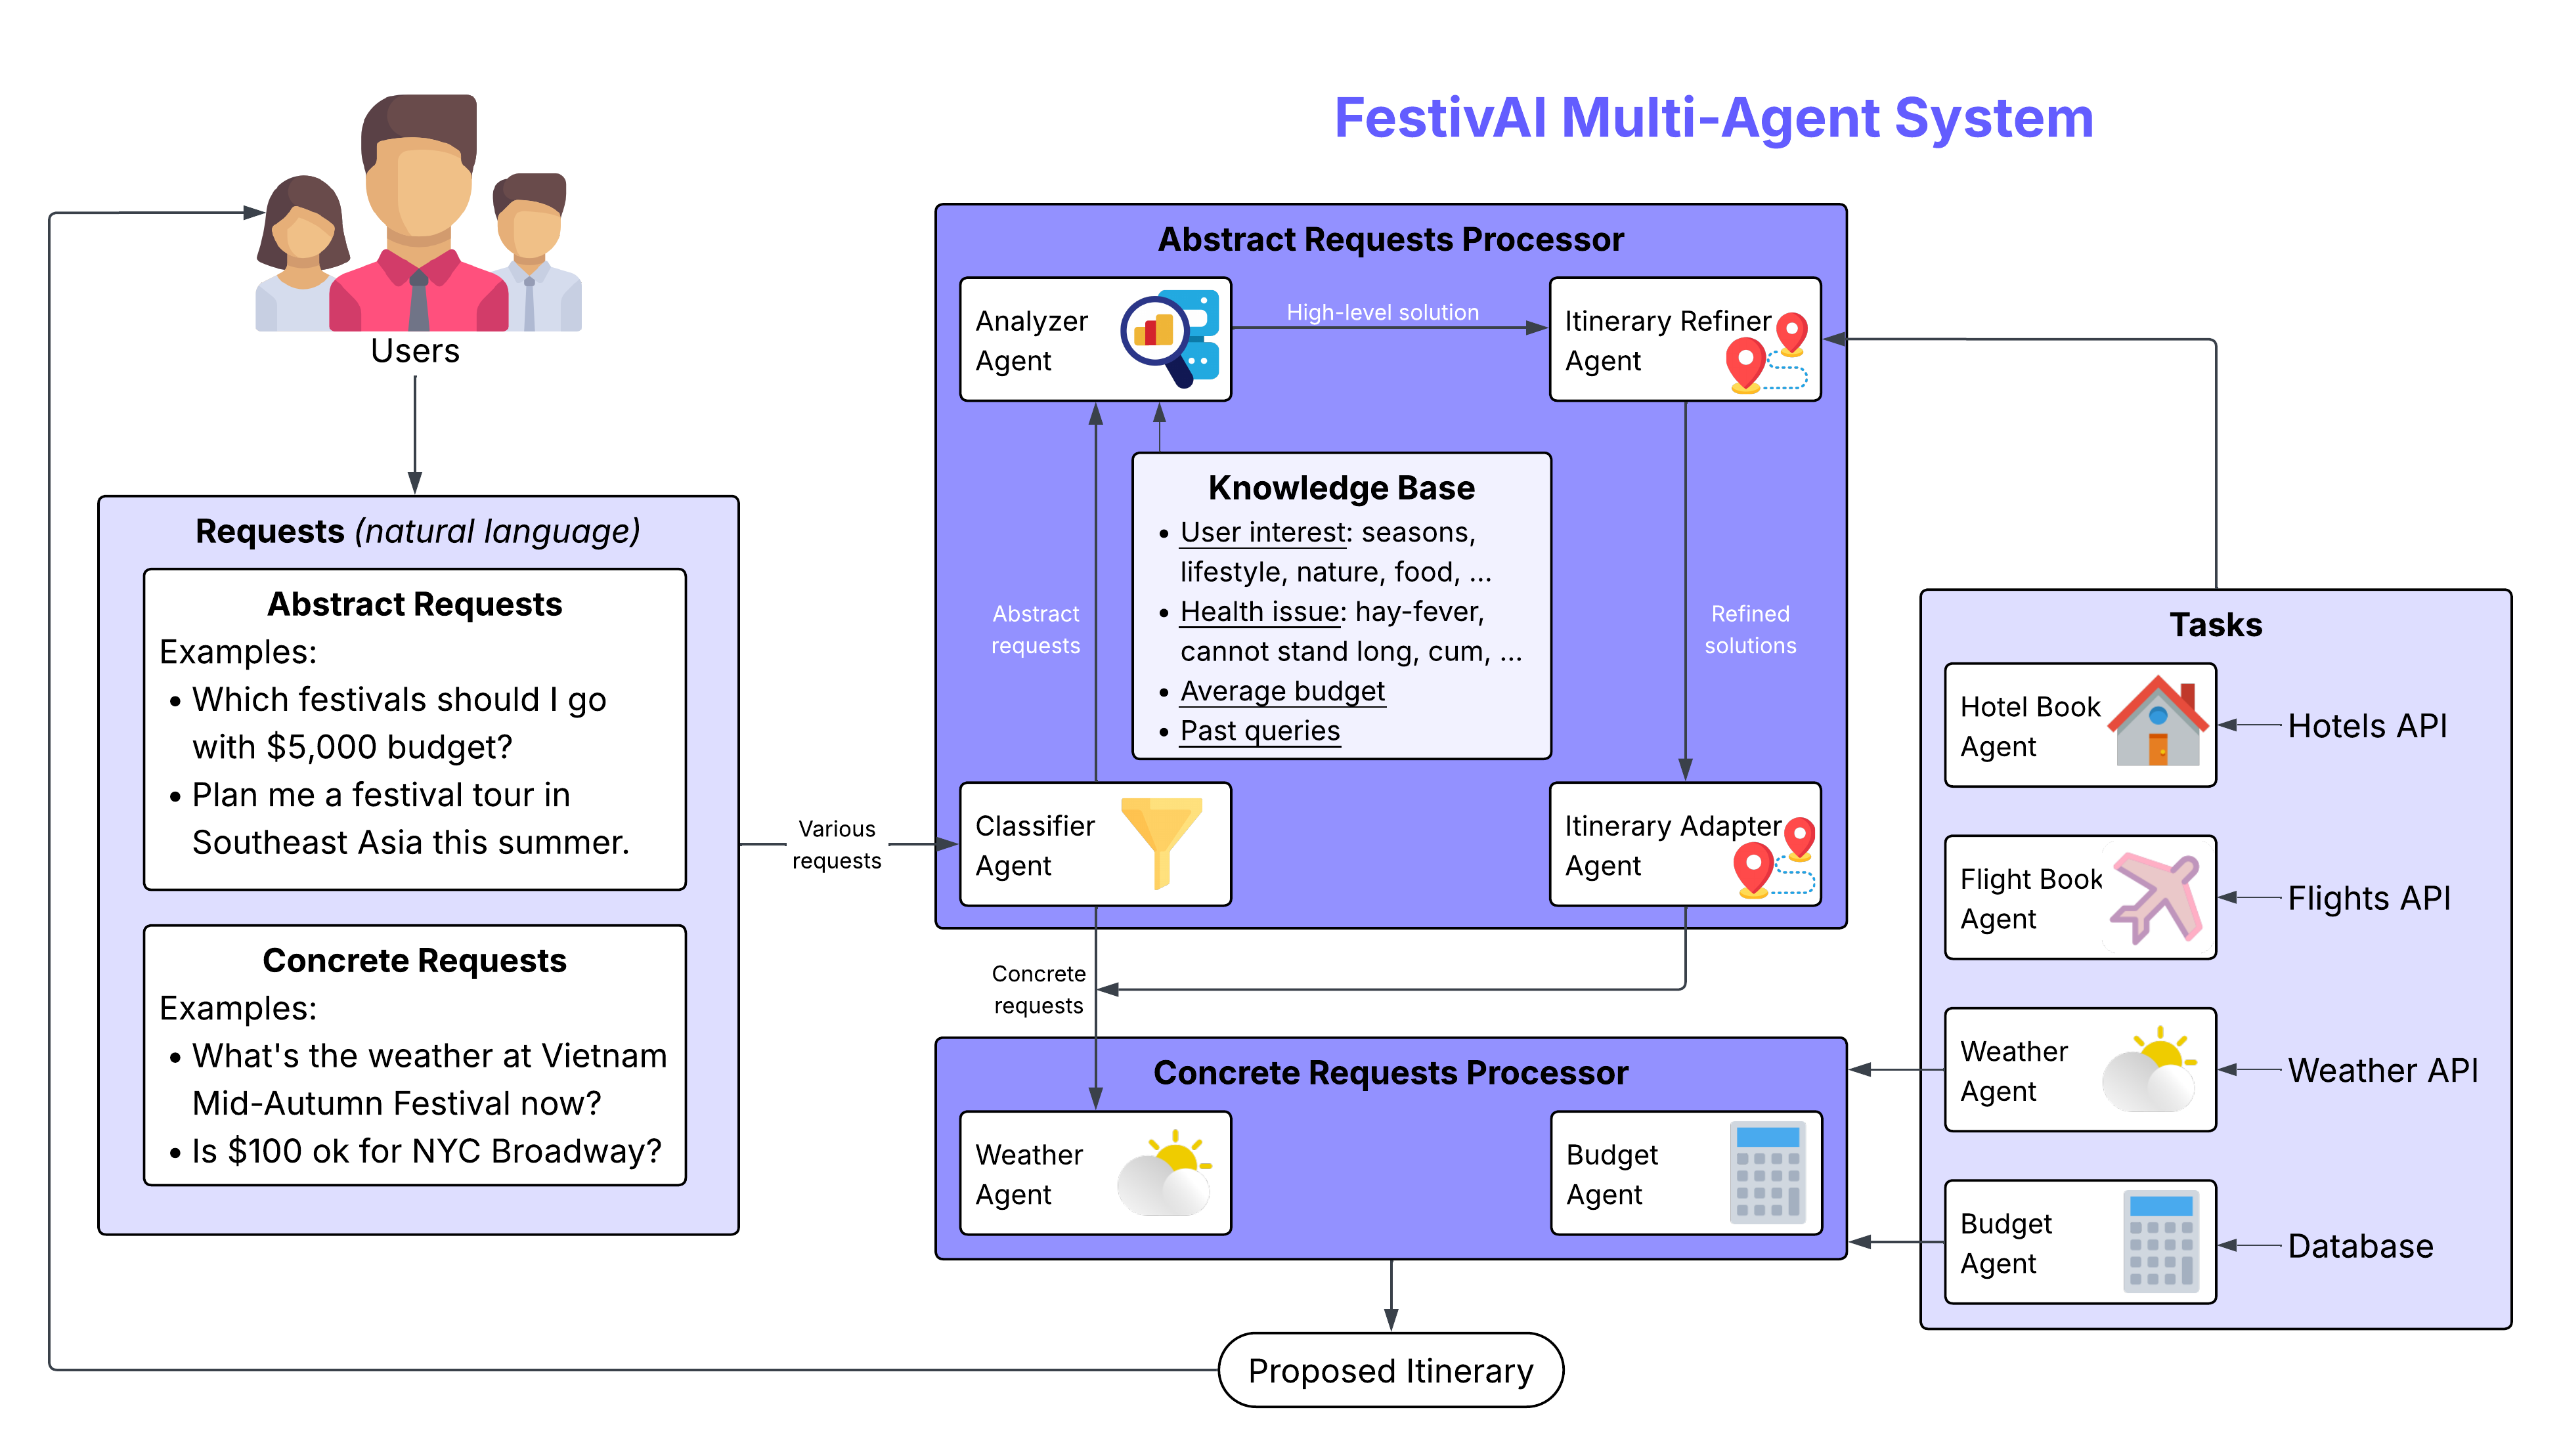 FestivAI Multi-Agent System
Users
Requests (natural language)
Abstract Requests
Examples:
• Which festivals should I go
with $5,000 budget?
• Plan me a festival tour in
Southeast Asia this summer.
Concrete Requests
Examples:
• What's the weather at Vietnam
Mid-Autumn Festival now?
• Is $100 ok for NYC Broadway?
Various
requests
Abstract Requests Processor
Analyzer
Agent
High-level solution
Itinerary Refiner
Agent
Knowledge Base
• User interest: seasons,
lifestyle, nature, food, ...
• Health issue: hay-fever,
cannot stand long, cum, ...
• Average budget
• Past queries
Abstract
requests
Refined
solutions
Classifier
Agent
Itinerary Adapter
Agent
Concrete
requests
Concrete Requests Processor
Weather
Agent
Budget
Agent
Proposed Itinerary
Tasks
Hotel Book
Agent
Hotels API
Flight Book
Agent
Flights API
Weather
Agent
Weather API
Budget
Agent
Database